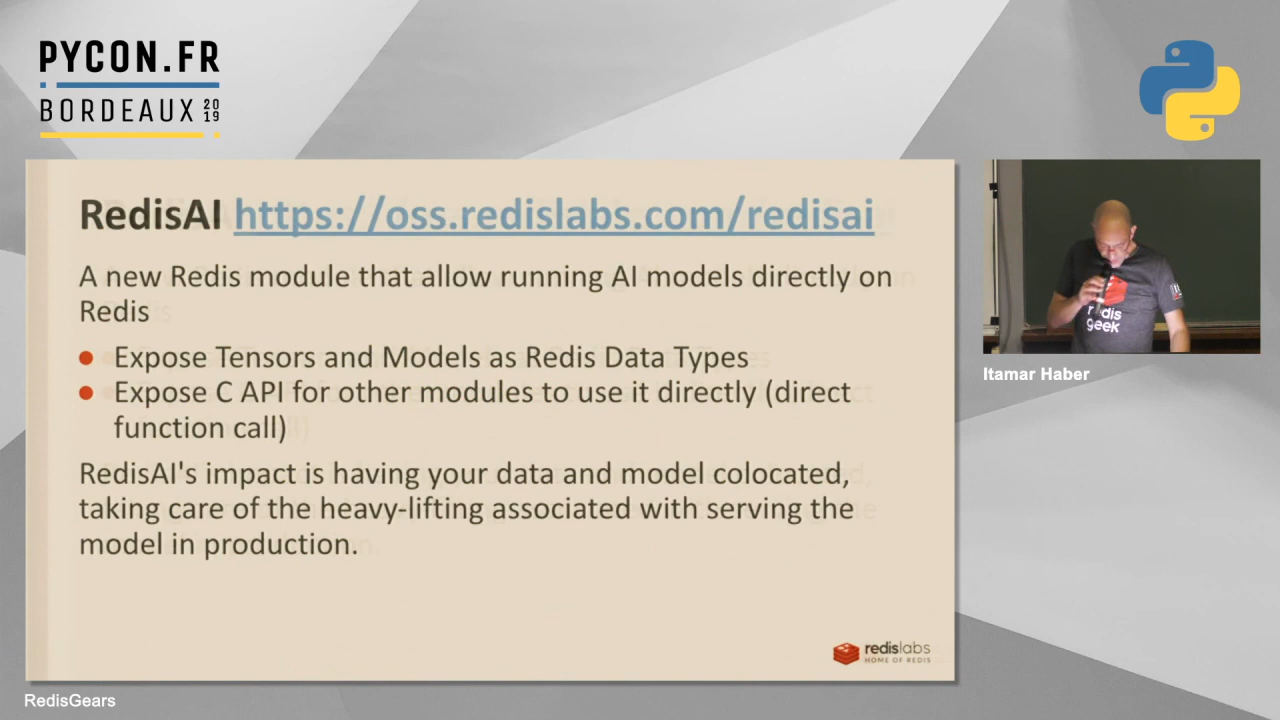 PYCON.FR
BORDEAUX 2019
RedisAI https://oss.redislabs.com/redisai
A new Redis module that allow running AI models directly on
Redis
● Expose Tensors and Models as Redis Data Types
● Expose C API for other modules to use it directly (direct
function call)
RedisAI's impact is having your data and model colocated,
taking care of the heavy-lifting associated with serving the
model in production.
redislabs
HOME OF REDIS
redis
geek
Itamar Haber
RedisGears